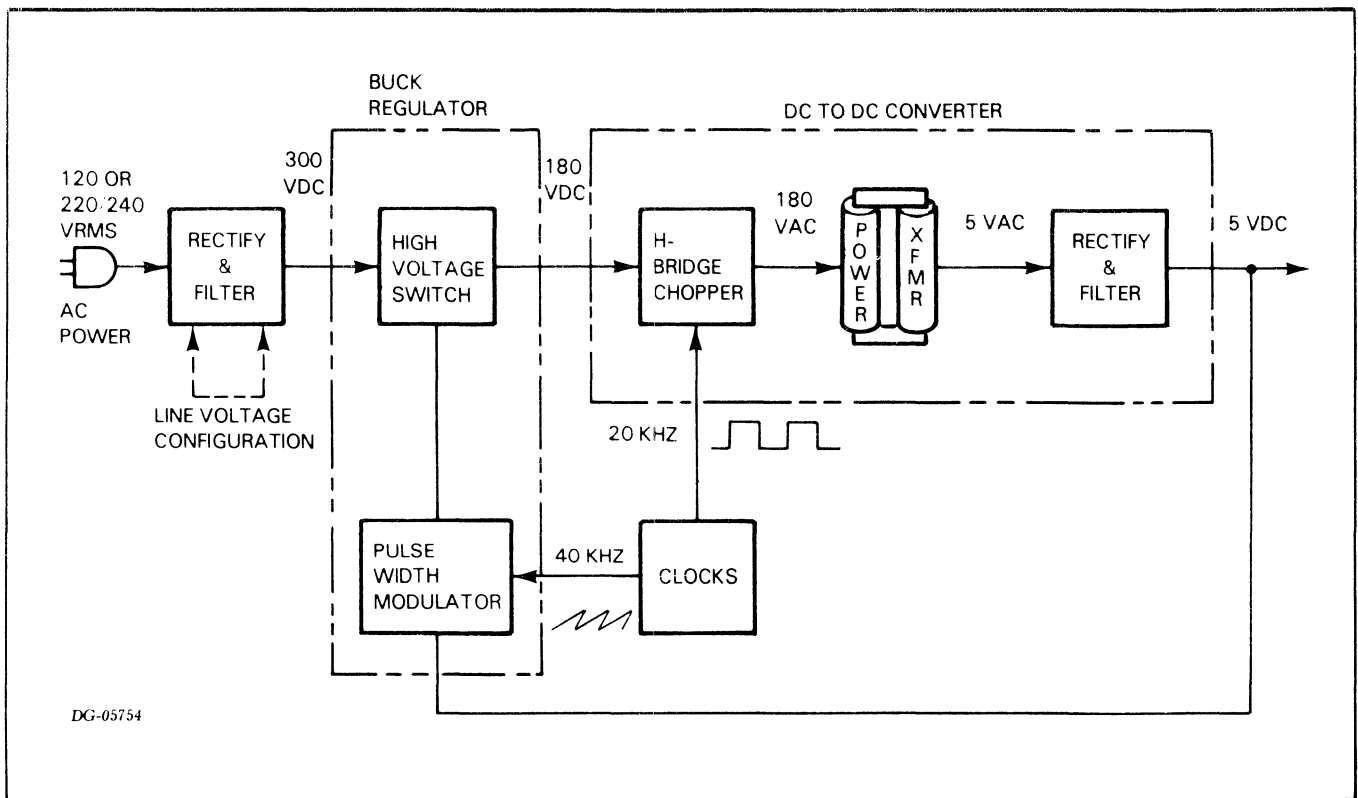 BUCK
REGULATOR
DC TO DC CONVERTER
120 OR
220/240
VRMS
AC
POWER
RECTIFY
&
FILTER
LINE VOLTAGE
CONFIGURATION
300
VDC
HIGH
VOLTAGE
SWITCH
180
VDC
H-
BRIDGE
CHOPPER
180
VAC
POWER
XFMR
5 VAC
RECTIFY
&
FILTER
5 VDC
20 KHZ
PULSE
WIDTH
MODULATOR
40 KHZ
CLOCKS
DG-05754